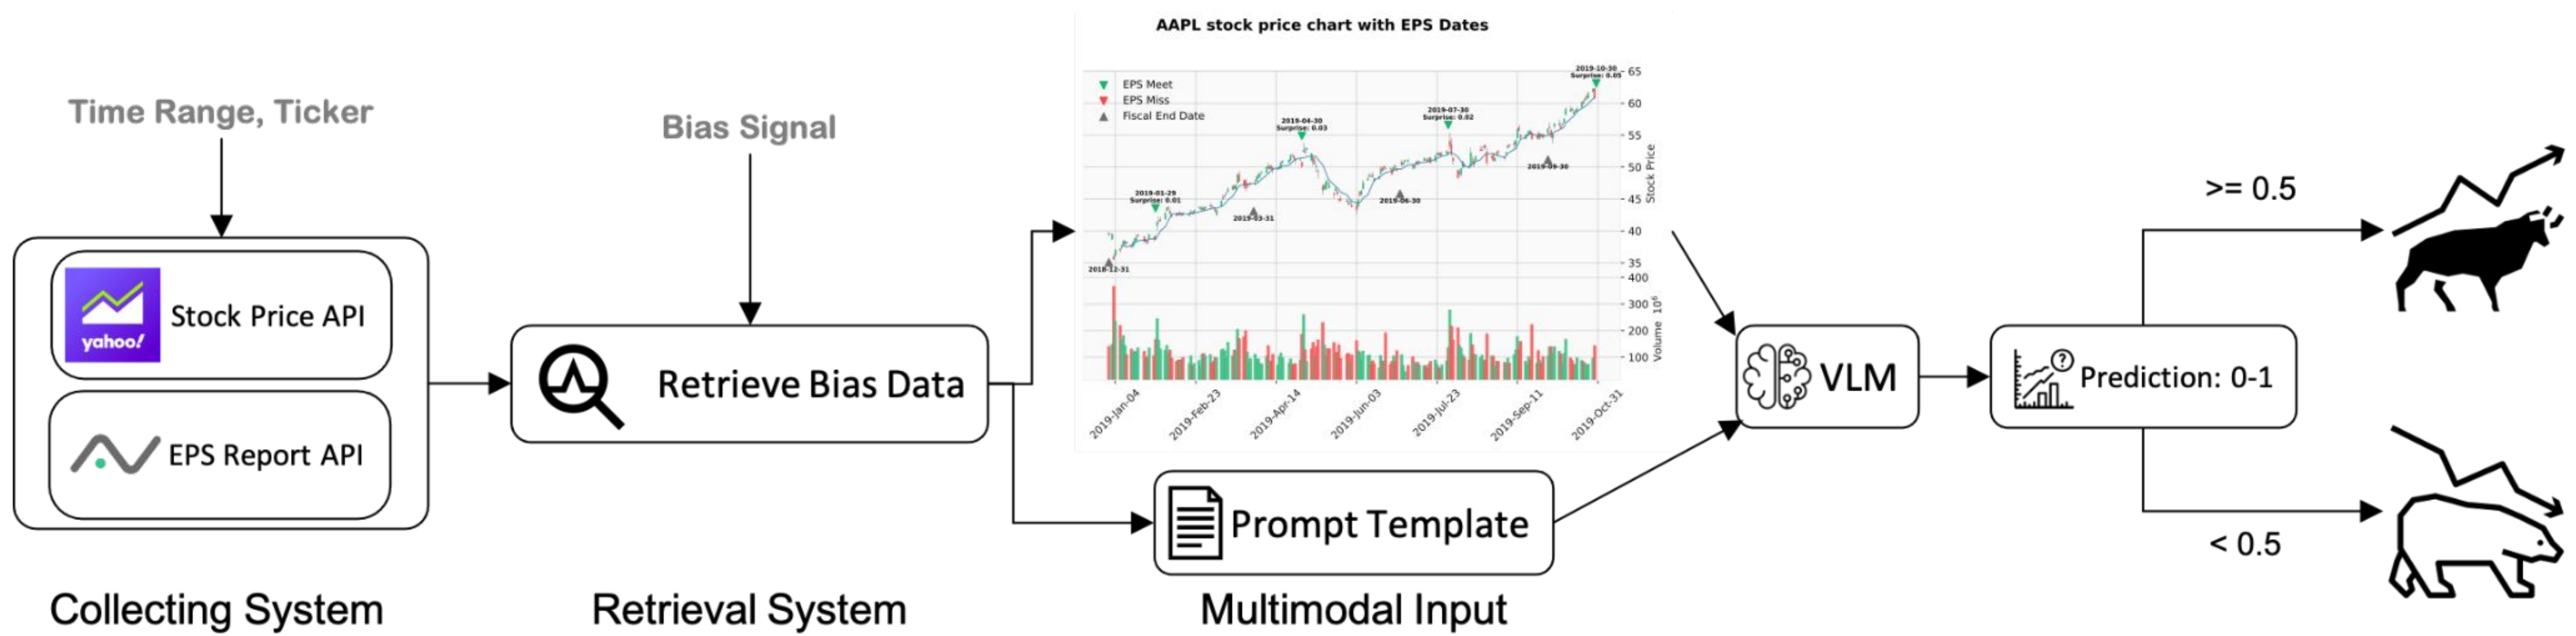 Time Range, Ticker
yahoo!
Stock Price API
EPS Report API
Collecting System
Bias Signal
Retrieve Bias Data
Retrieval System
AAPL stock price chart with EPS Dates
EPS Meet
EPS Miss
Fiscal End Date
2018-12-31
2019-01-29
Surprise: 0.01
2019-03-31
2019-04-30
Surprise: 0.03
2019-06-30
2019-07-30
Surprise: 0.02
2019-09-30
2019-10-30
Surprise: 0.05
65
60
55
50
45
40
35
Stock Price
400
300
200
100
Volume 10⁶
2019-Jan-04
2019-Feb-23
2019-Apr-14
2019-Jun-03
2019-Jul-23
2019-Sep-11
2019-Oct-31
Prompt Template
Multimodal Input
VLM
?
Prediction: 0-1
>= 0.5
< 0.5